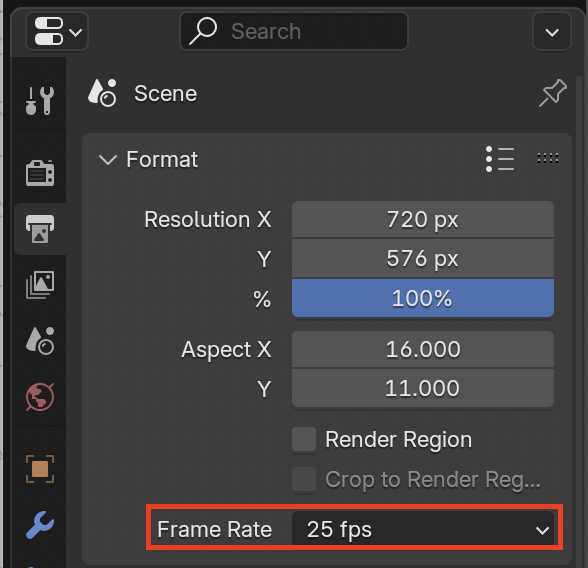 Search
Scene
Format
Resolution X 720 px
Y 576 px
% 100%
Aspect X 16.000
Y 11.000
Render Region
Crop to Render Reg...
Frame Rate 25 fps